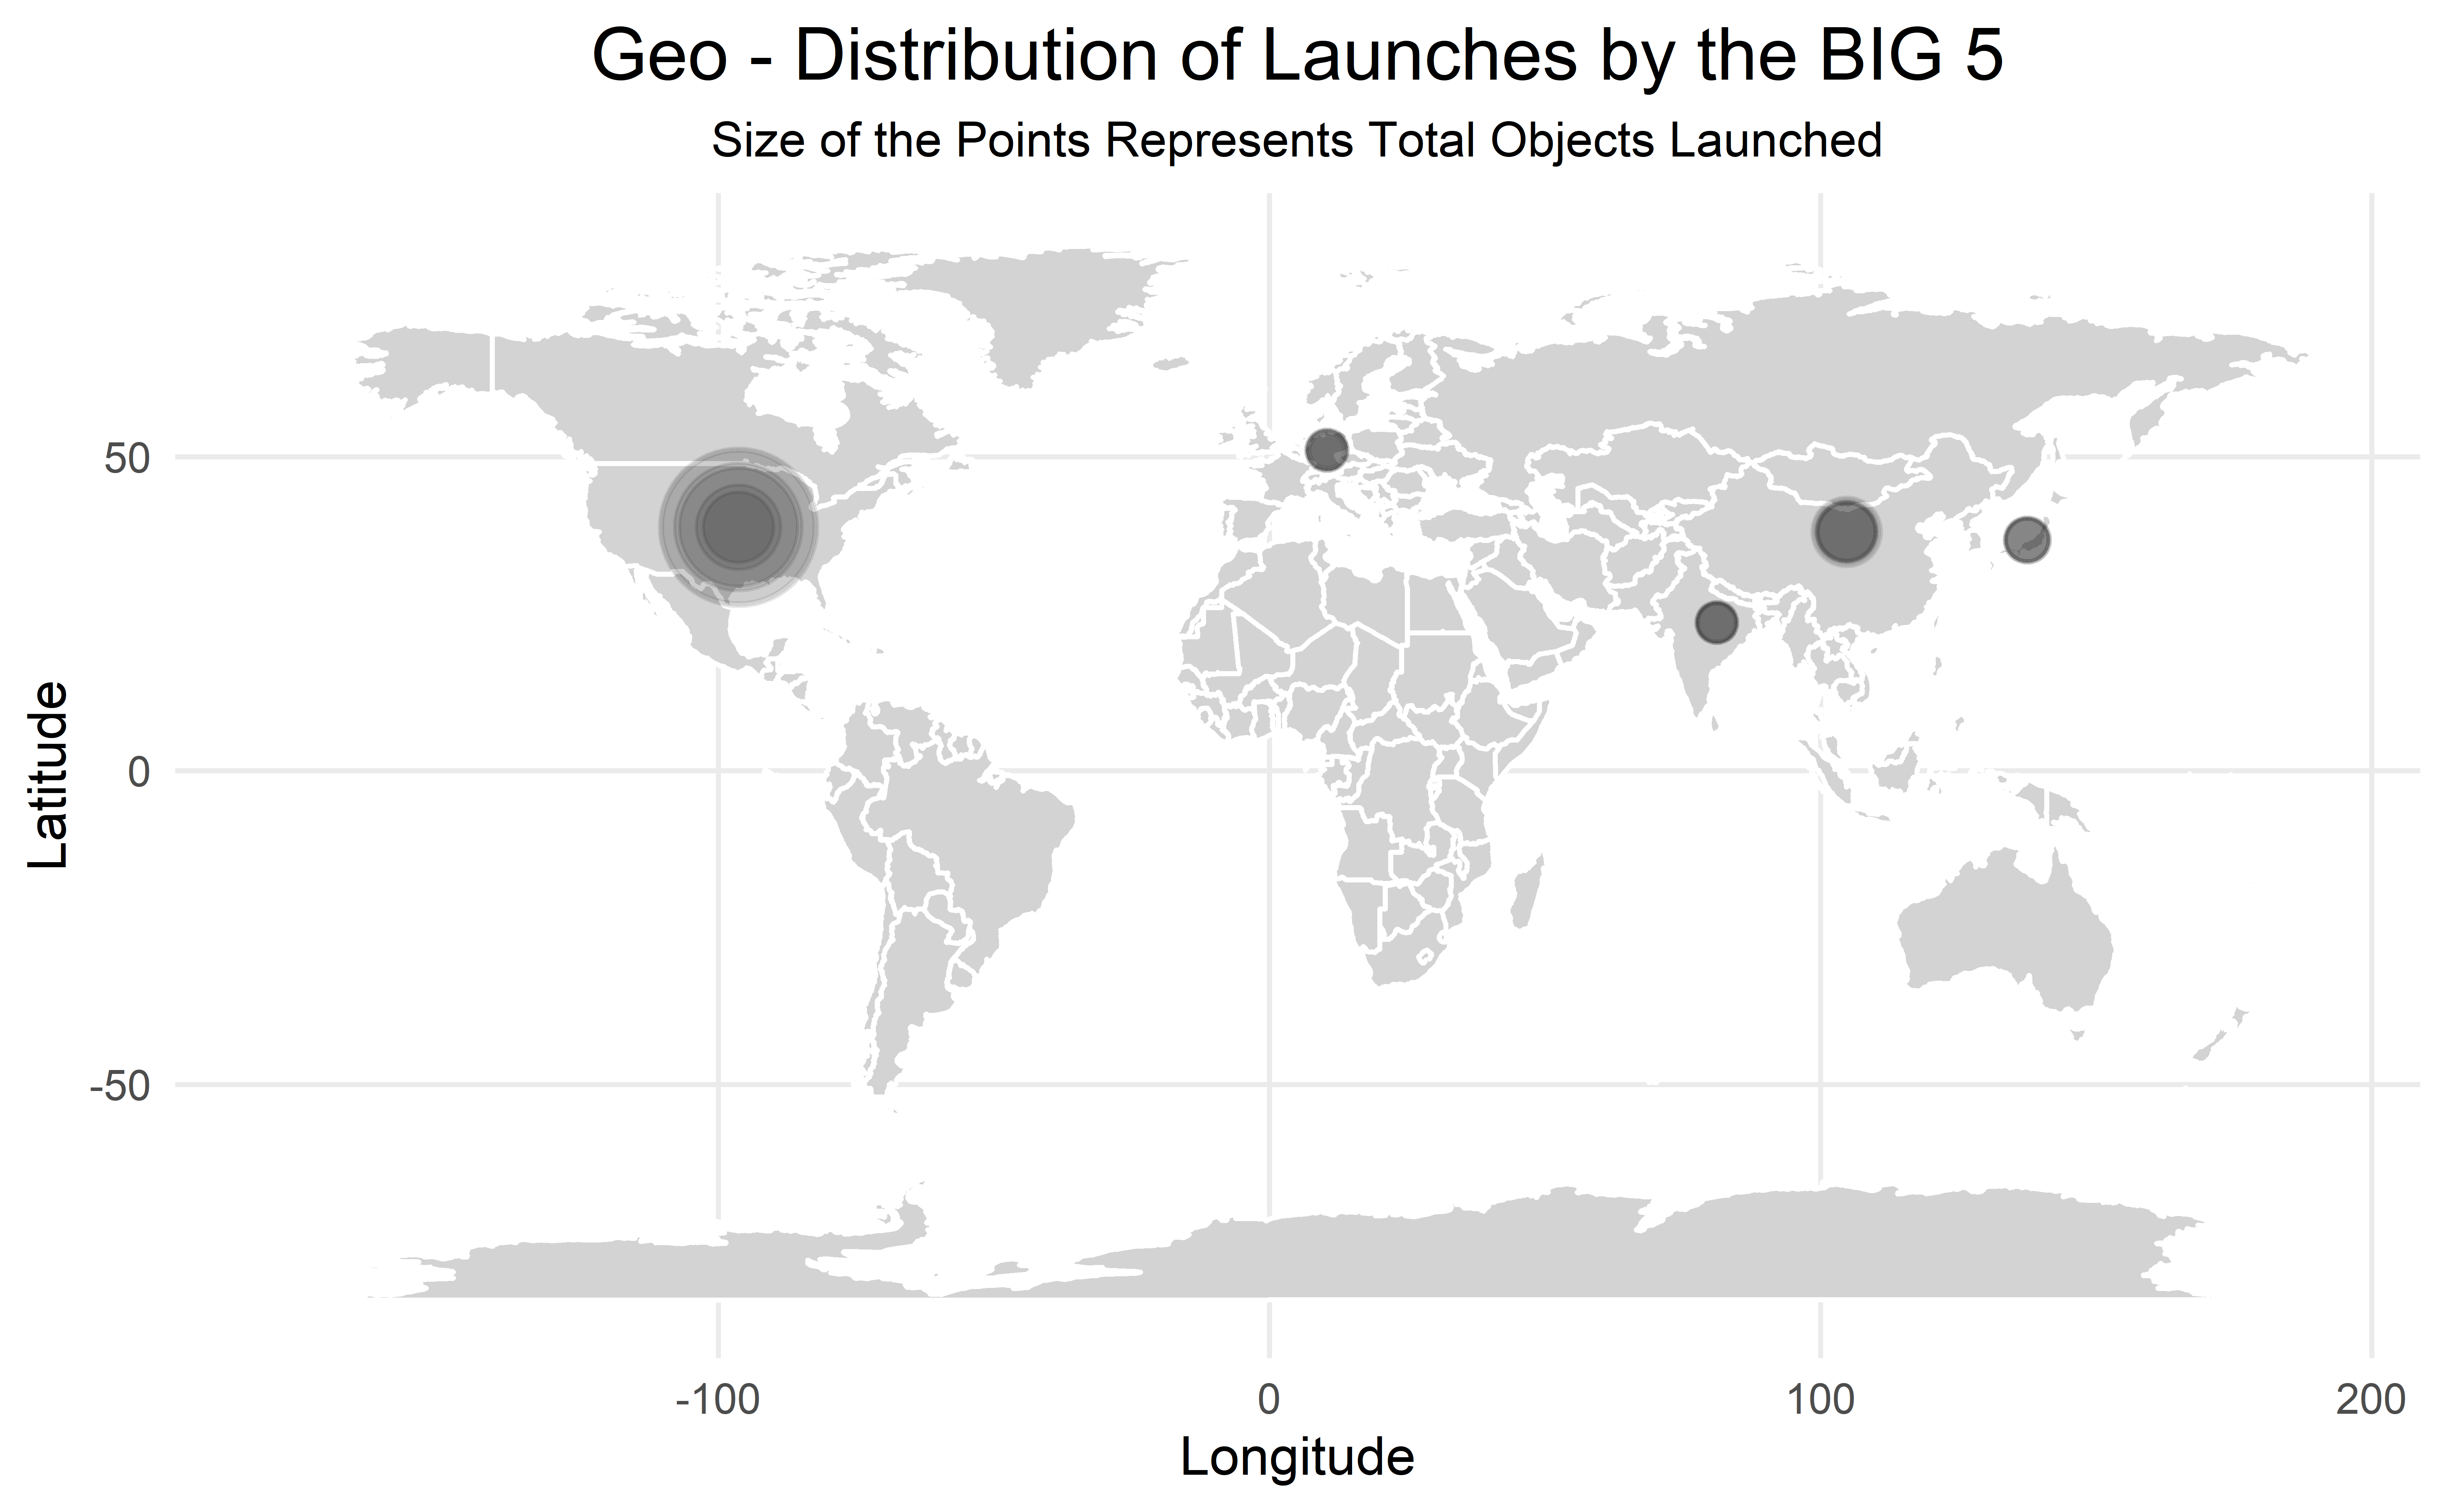 Geo - Distribution of Launches by the BIG 5
Size of the Points Represents Total Objects Launched
Latitude
50
0
-50
-100
0
100
200
Longitude